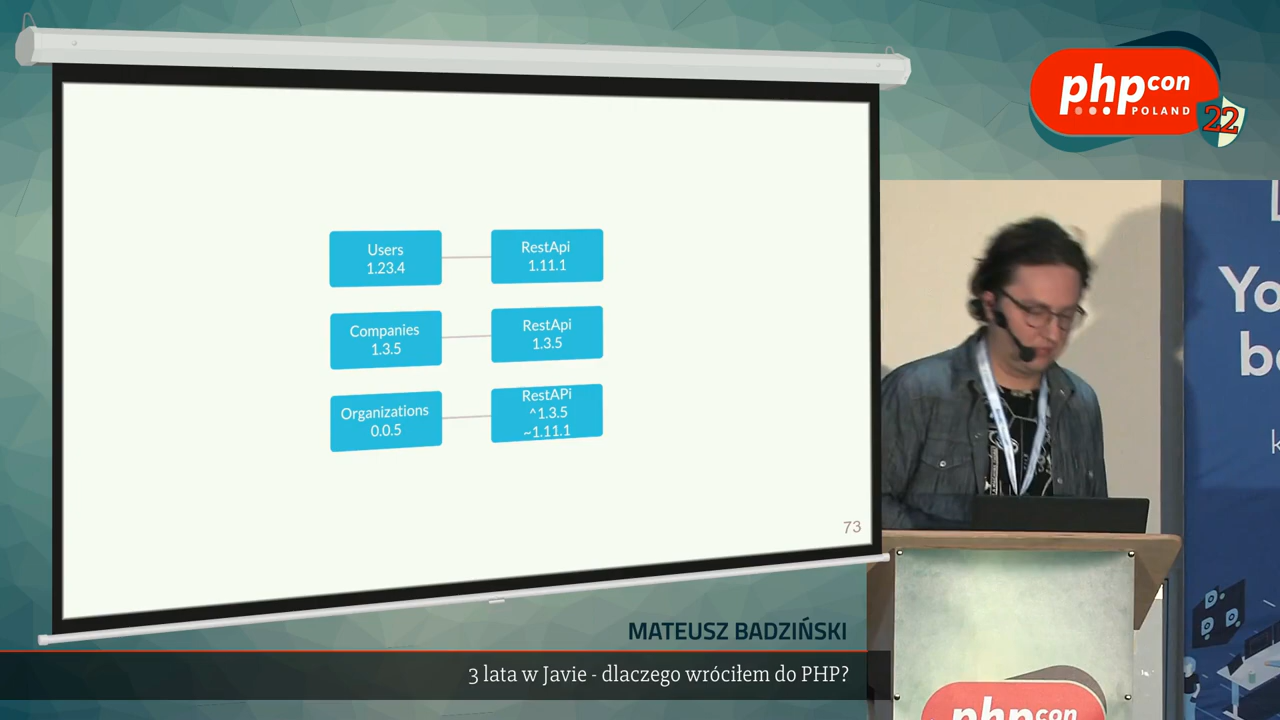 phpcon
POLAND
22
Users
1.23.4
RestApi
1.11.1
Companies
1.3.5
RestApi
1.3.5
Organizations
0.0.5
RestAPi
^1.3.5
~1.11.1
73
MATEUSZ BADZIŃSKI
3 lata w Javie - dlaczego wróciłem do PHP?
phpcon